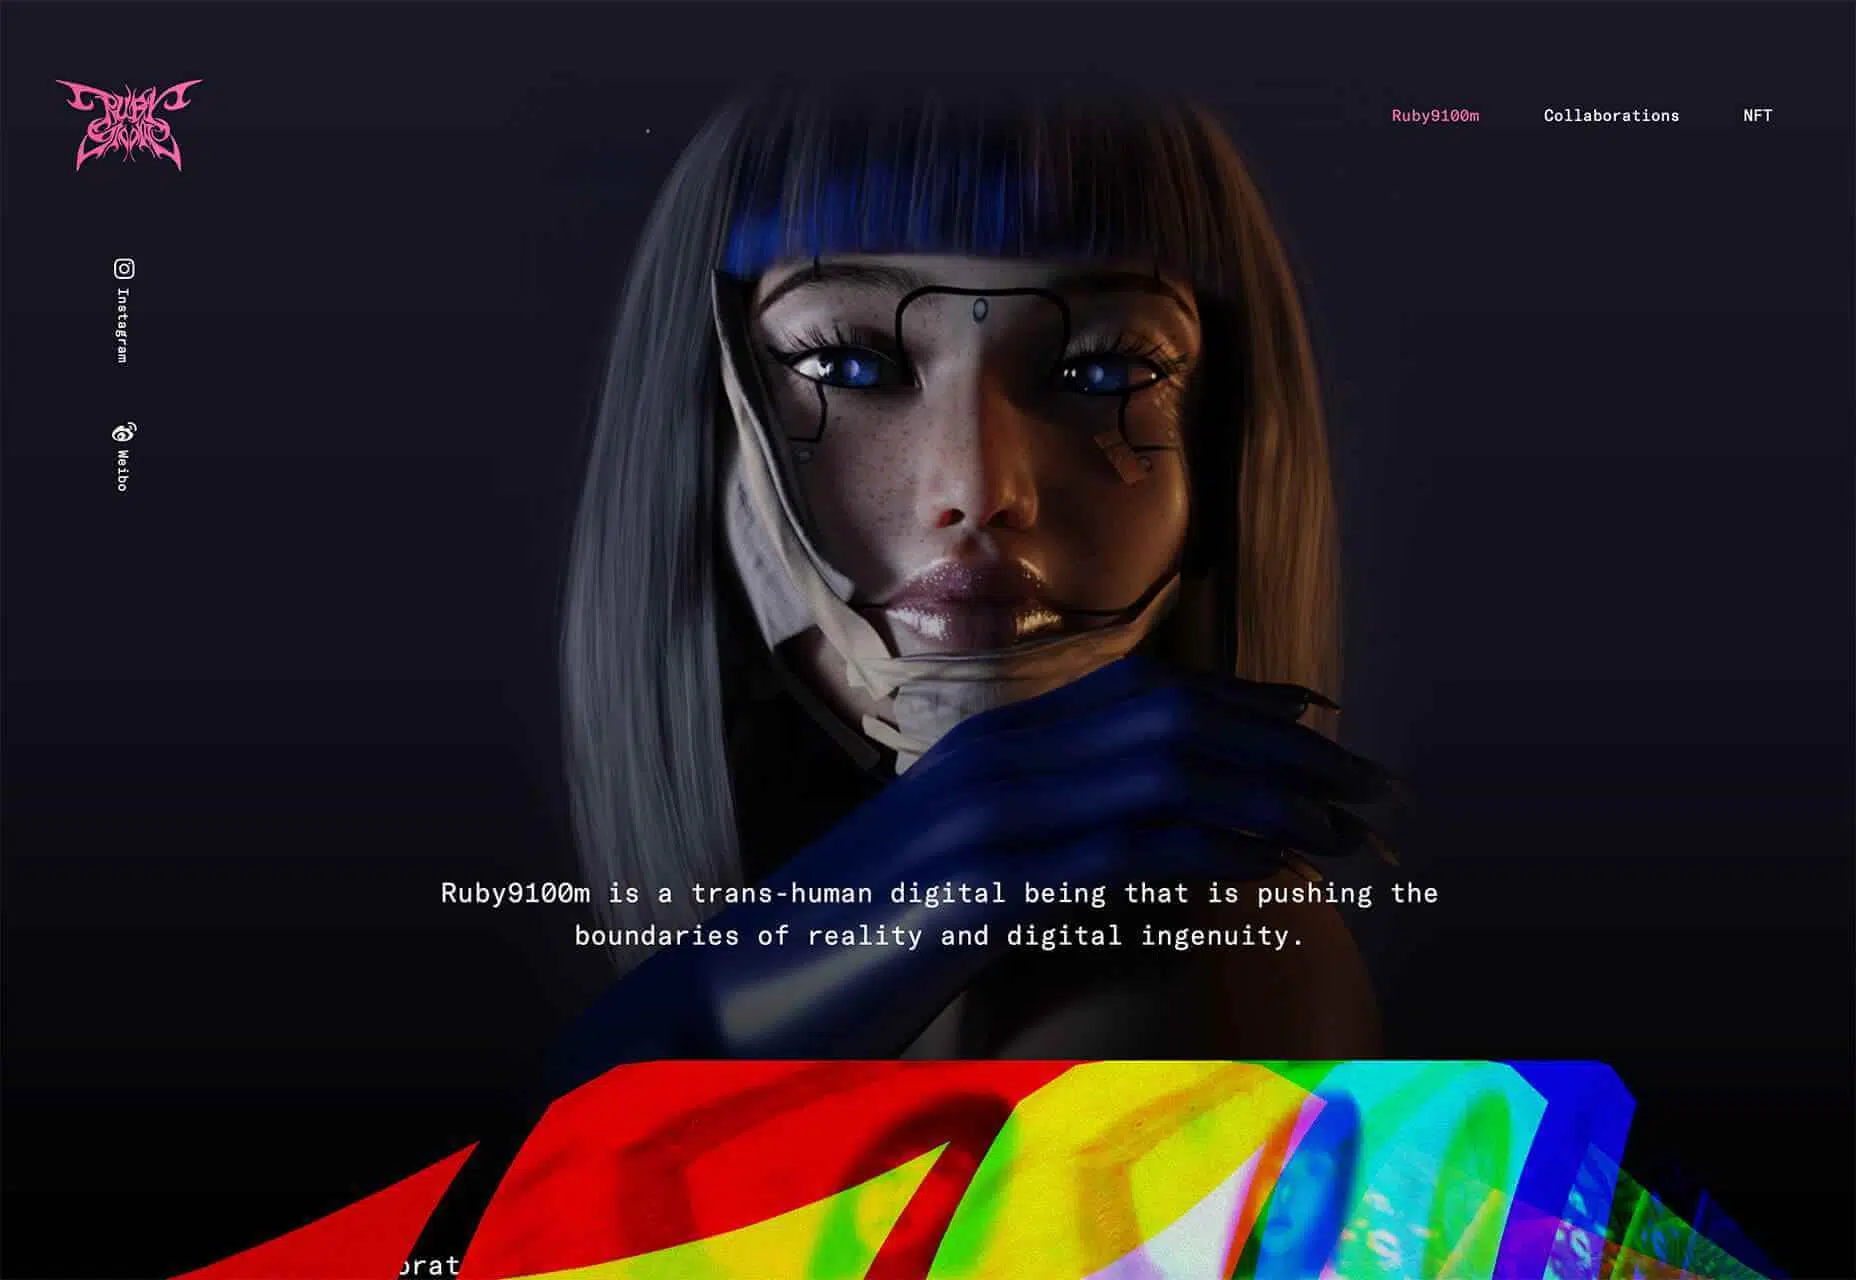 RUBY
9100M
Ruby9100m
Collaborations
NFT
Instagram
Weibo
Ruby9100m is a trans-human digital being that is pushing the
boundaries of reality and digital ingenuity.
orat